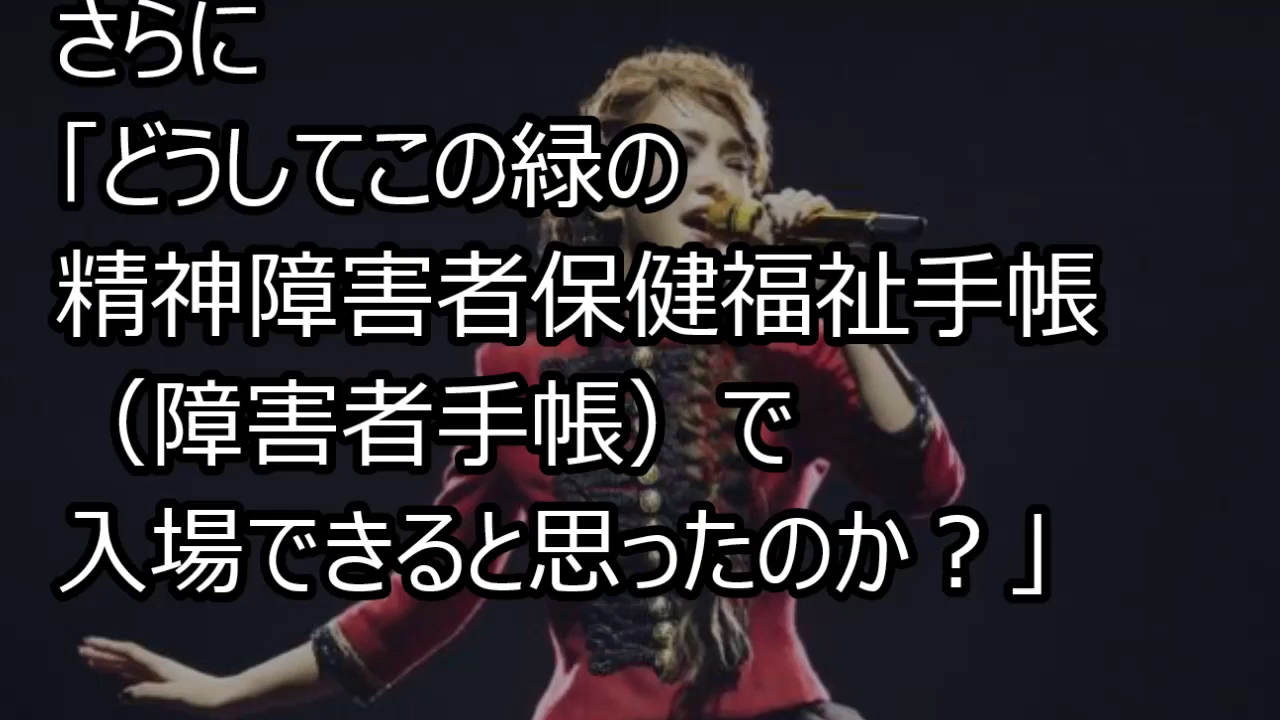 さらに
「どうしてこの緑の
精神障害者保健福祉手帳
（障害者手帳）で
入場できると思ったのか？」